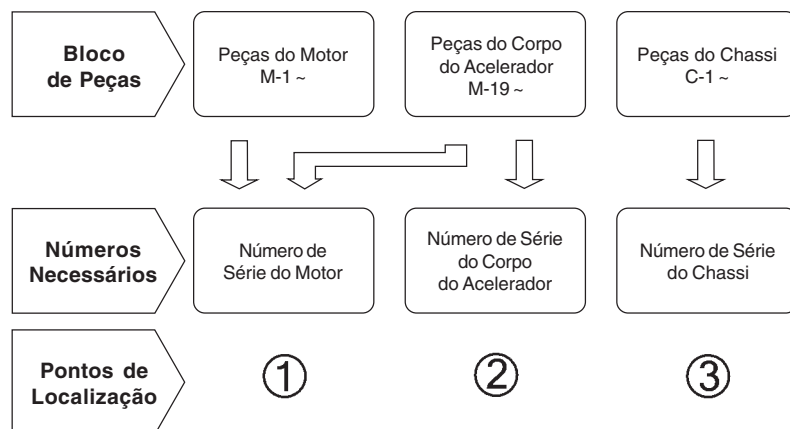 Bloco
de Peças
Peças do Motor
M-1 ~
Peças do Corpo
do Acelerador
M-19 ~
Peças do Chassi
C-1 ~
Números
Necessários
Número de
Série do Motor
Número de Série
do Corpo
do Acelerador
Número de Série
do Chassi
Pontos de
Localização
①
②
③